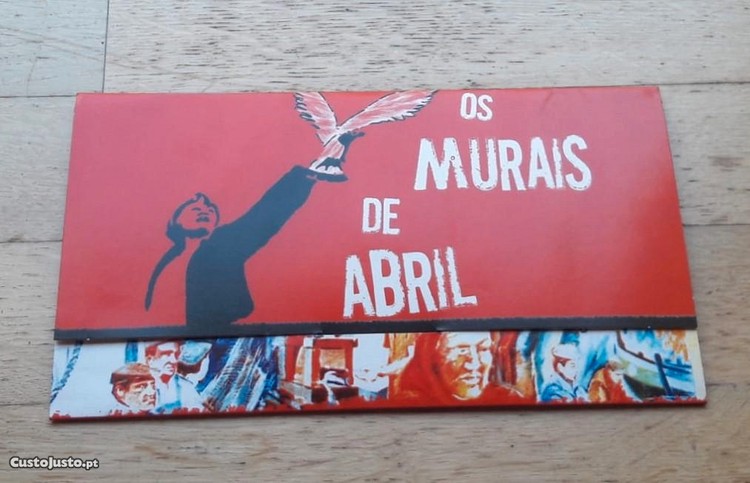 OS
MURAIS
DE
ABRIL
CustoJusto.pt